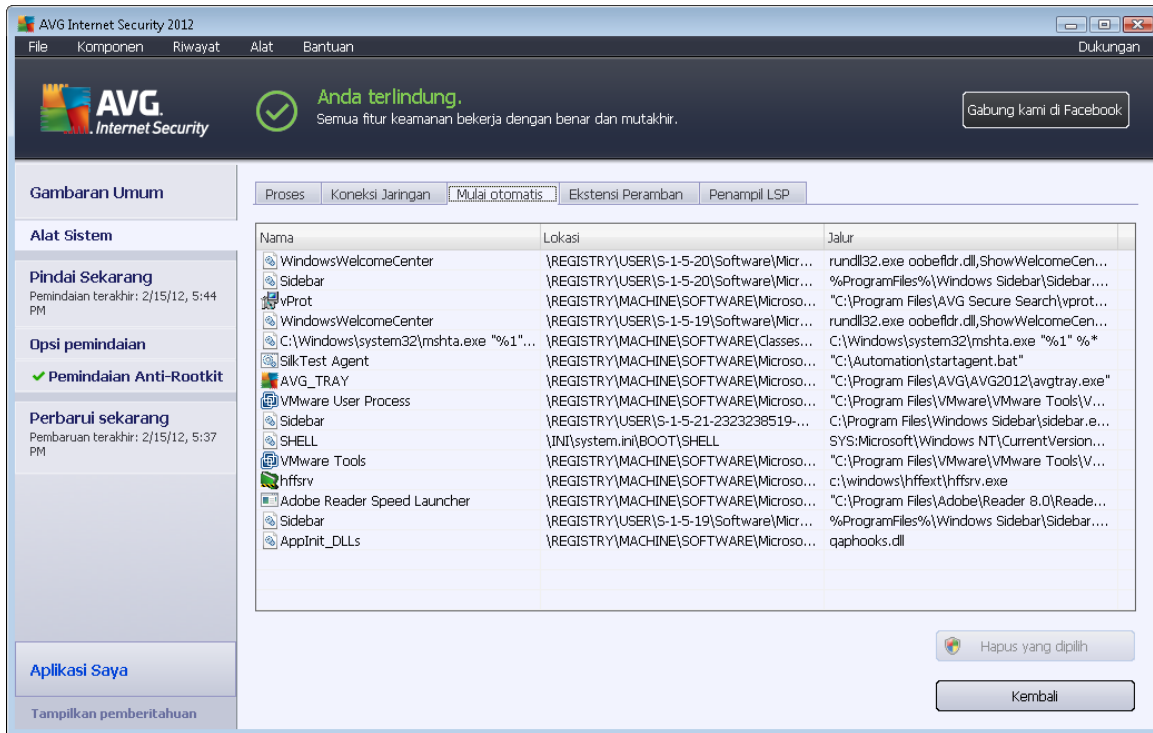 AVG Internet Security 2012
File Komponen Riwayat Alat Bantuan Dukungan
AVG.
Internet Security
Anda terlindung.
Semua fitur keamanan bekerja dengan benar dan mutakhir.
Gabung kami di Facebook
Gambaran Umum
Alat Sistem
Pindai Sekarang
Pemindaian terakhir: 2/15/12, 5:44
PM
Opsi pemindaian
Pemindaian Anti-Rootkit
Perbarui sekarang
Pembaruan terakhir: 2/15/12, 5:37
PM
Aplikasi Saya
Tampilkan pemberitahuan
Proses Koneksi Jaringan Mulai otomatis Ekstensi Peramban Penampil LSP
Nama Lokasi Jalur
WindowsWelcomeCenter \REGISTRY\USER\S-1-5-20\Software\Micr... rundll32.exe oobefldr.dll,ShowWelcomeCen...
Sidebar \REGISTRY\USER\S-1-5-20\Software\Micr... %ProgramFiles%\Windows Sidebar\Sidebar....
vProt \REGISTRY\MACHINE\SOFTWARE\Microso... "C:\Program Files\AVG Secure Search\vprot...
WindowsWelcomeCenter \REGISTRY\USER\S-1-5-19\Software\Micr... rundll32.exe oobefldr.dll,ShowWelcomeCen...
C:\Windows\system32\mshta.exe "%1"... \REGISTRY\MACHINE\SOFTWARE\Classes... C:\Windows\system32\mshta.exe "%1" %*
SilkTest Agent \REGISTRY\MACHINE\SOFTWARE\Microso... "C:\Automation\startagent.bat"
AVG_TRAY \REGISTRY\MACHINE\SOFTWARE\Microso... "C:\Program Files\AVG\AVG2012\avgtray.exe"
VMware User Process \REGISTRY\MACHINE\SOFTWARE\Microso... "C:\Program Files\VMware\VMware Tools\V...
Sidebar \REGISTRY\USER\S-1-5-21-2323238519-... C:\Program Files\Windows Sidebar\sidebar.e...
SHELL \INI\system.ini\BOOT\SHELL SYS:Microsoft\Windows NT\CurrentVersion...
VMware Tools \REGISTRY\MACHINE\SOFTWARE\Microso... "C:\Program Files\VMware\VMware Tools\V...
hffsrv \REGISTRY\MACHINE\SOFTWARE\Microso... c:\windows\hffext\hffsrv.exe
Adobe Reader Speed Launcher \REGISTRY\MACHINE\SOFTWARE\Microso... "C:\Program Files\Adobe\Reader 8.0\Reade...
Sidebar \REGISTRY\USER\S-1-5-19\Software\Micr... %ProgramFiles%\Windows Sidebar\Sidebar....
AppInit_DLLs \REGISTRY\MACHINE\SOFTWARE\Microso... qaphooks.dll
Hapus yang dipilih
Kembali